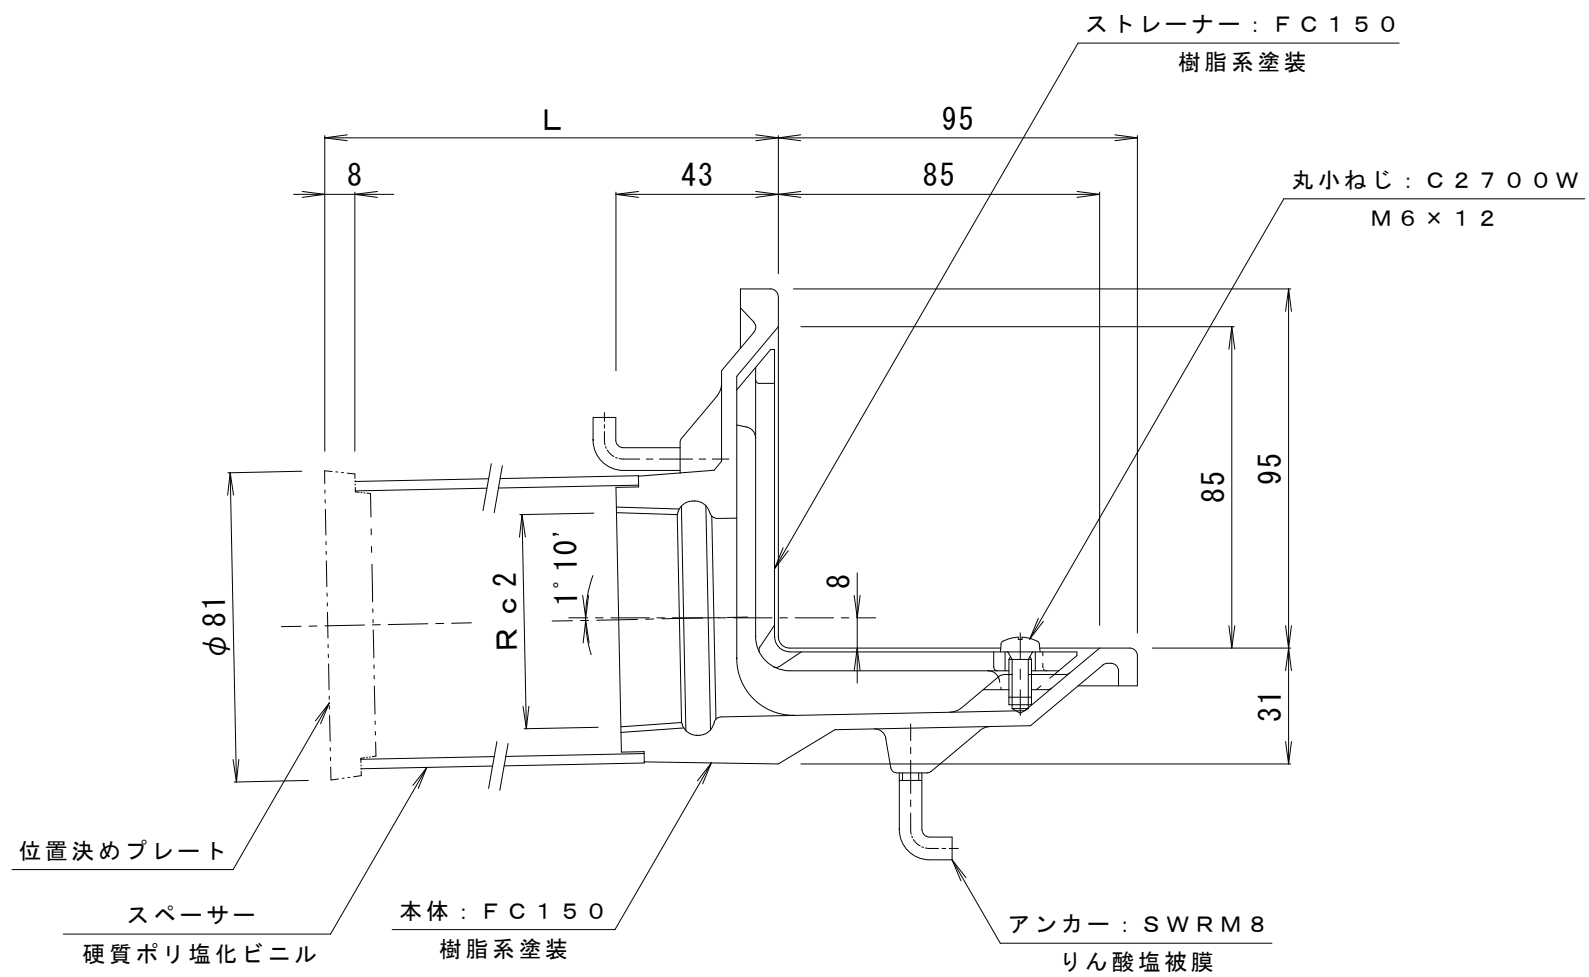 ストレーナー：ＦＣ１５０
樹脂系塗装
L
95
8
43
85
丸小ねじ：Ｃ２７００Ｗ
Ｍ６×１２
95
85
8
1°10'
Ｒｃ２
φ81
31
位置決めプレート
スペーサー
硬質ポリ塩化ビニル
本体：ＦＣ１５０
樹脂系塗装
アンカー：ＳＷＲＭ８
りん酸塩被膜